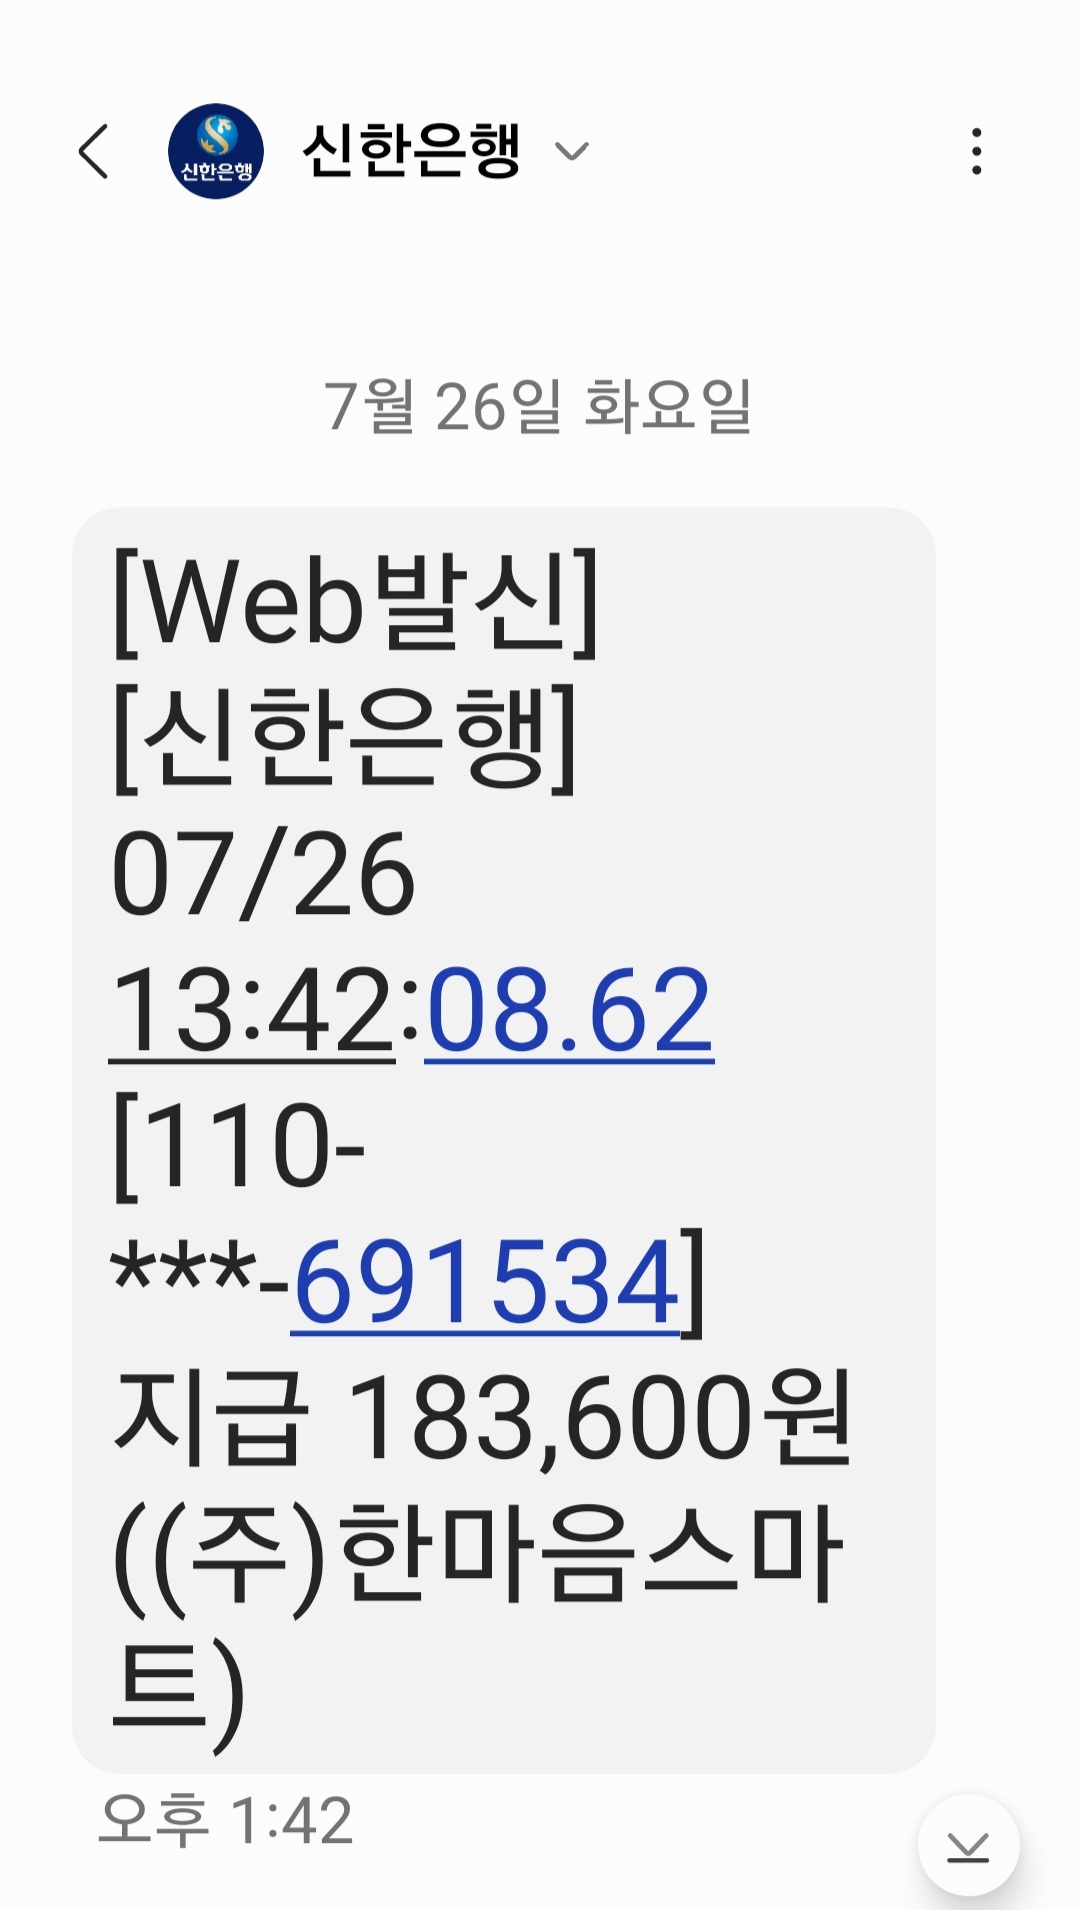 신한은행
신한은행
7월 26일 화요일
[Web발신]
[신한은행]
07/26
13:42:08.62
[110-
***-691534]
지급 183,600원
((주)한마음스마
트)
오후 1:42